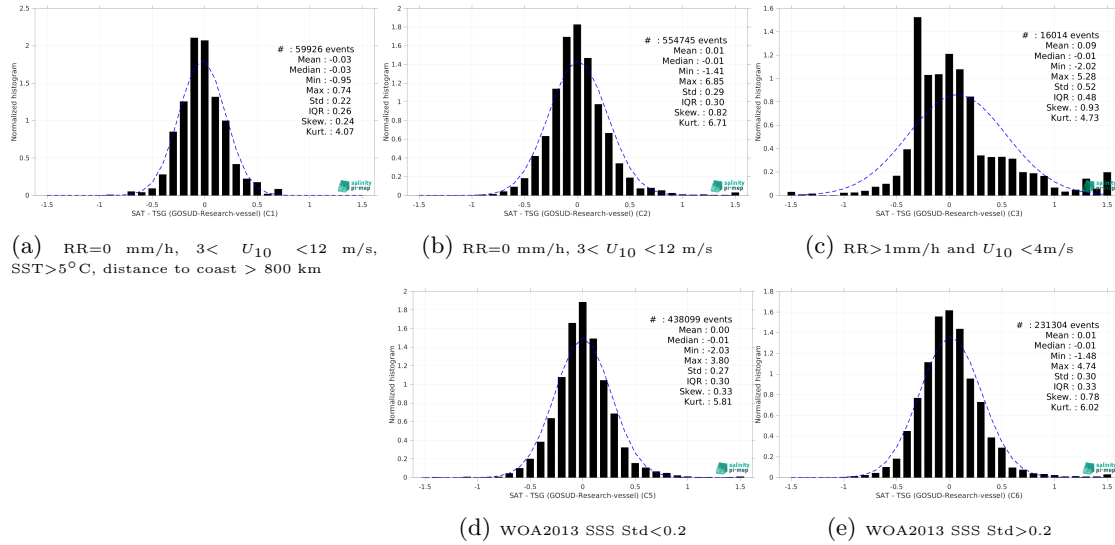 2.5
2
1.5
1
0.5
0
Normalized histogram
# : 59926 events
Mean : -0.03
Median : -0.03
Min : -0.95
Max : 0.74
Std : 0.22
IQR : 0.26
Skew. : 0.24
Kurt. : 4.07
salinity
pi-mep
-1.5 -1 -0.5 0 0.5 1 1.5
SAT - TSG (GOSUD-Research-vessel) (C1)
(a) RR=0 mm/h, 3< U10 <12 m/s,
SST>5°C, distance to coast > 800 km
2
1.8
1.6
1.4
1.2
1
0.8
0.6
0.4
0.2
0
Normalized histogram
# : 554745 events
Mean : 0.01
Median : -0.01
Min : -1.41
Max : 6.85
Std : 0.29
IQR : 0.30
Skew. : 0.82
Kurt. : 6.71
salinity
pi-mep
-1.5 -1 -0.5 0 0.5 1 1.5
SAT - TSG (GOSUD-Research-vessel) (C2)
(b) RR=0 mm/h, 3< U10 <12 m/s
1.6
1.4
1.2
1
0.8
0.6
0.4
0.2
0
Normalized histogram
# : 16014 events
Mean : 0.09
Median : -0.01
Min : -2.02
Max : 5.28
Std : 0.52
IQR : 0.48
Skew. : 0.93
Kurt. : 4.73
salinity
pi-mep
-1.5 -1 -0.5 0 0.5 1 1.5
SAT - TSG (GOSUD-Research-vessel) (C3)
(c) RR>1mm/h and U10 <4m/s
2
1.8
1.6
1.4
1.2
1
0.8
0.6
0.4
0.2
0
Normalized histogram
# : 438099 events
Mean : 0.00
Median : -0.01
Min : -2.03
Max : 3.80
Std : 0.27
IQR : 0.30
Skew. : 0.33
Kurt. : 5.81
salinity
pi-mep
-1.5 -1 -0.5 0 0.5 1 1.5
SAT - TSG (GOSUD-Research-vessel) (C5)
(d) WOA2013 SSS Std<0.2
1.8
1.6
1.4
1.2
1
0.8
0.6
0.4
0.2
0
Normalized histogram
# : 231304 events
Mean : 0.01
Median : -0.01
Min : -1.48
Max : 4.74
Std : 0.30
IQR : 0.33
Skew. : 0.78
Kurt. : 6.02
salinity
pi-mep
-1.5 -1 -0.5 0 0.5 1 1.5
SAT - TSG (GOSUD-Research-vessel) (C6)
(e) WOA2013 SSS Std>0.2